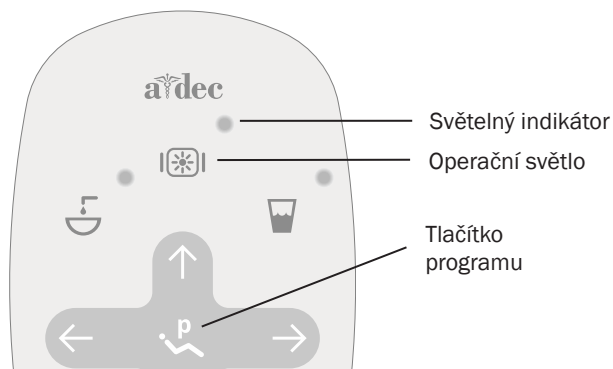 a dec
Světelný indikátor
Operační světlo
Tlačítko
programu
p